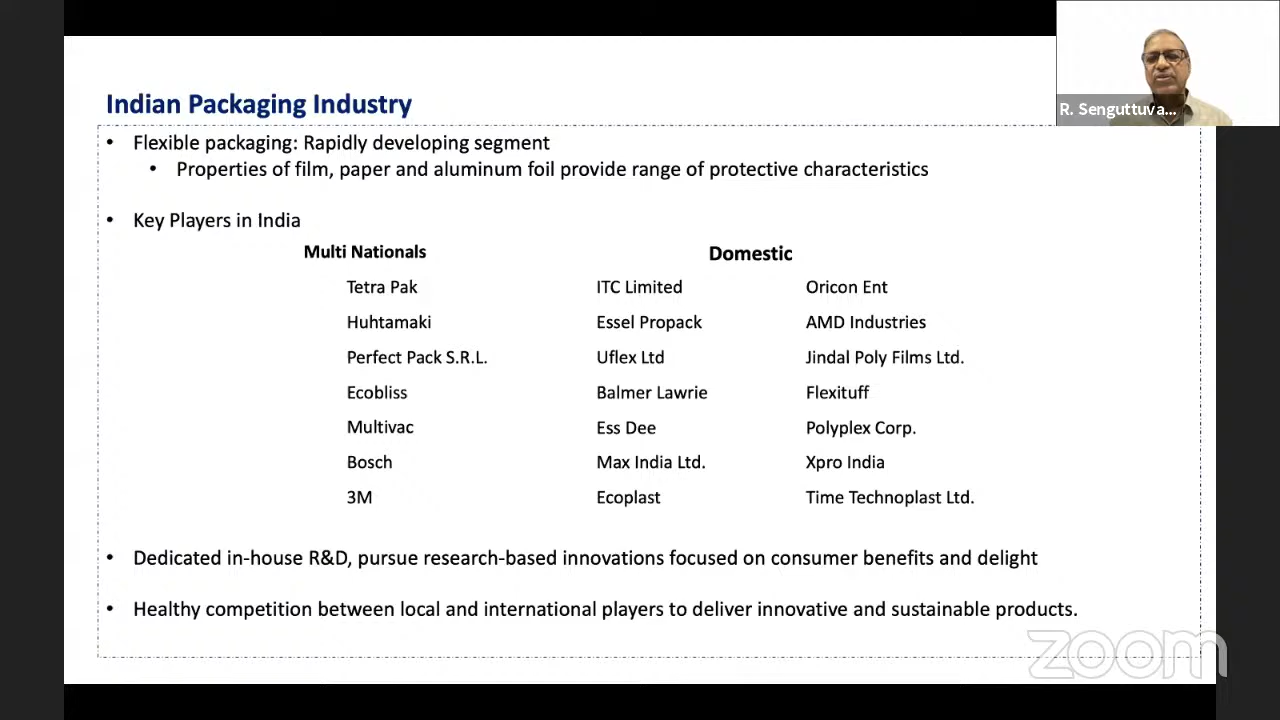 Indian Packaging Industry
R. Senguttuva...
• Flexible packaging: Rapidly developing segment
• Properties of film, paper and aluminum foil provide range of protective characteristics
• Key Players in India
Multi Nationals Domestic
Tetra Pak ITC Limited Oricon Ent
Huhtamaki Essel Propack AMD Industries
Perfect Pack S.R.L. Uflex Ltd Jindal Poly Films Ltd.
Ecobliss Balmer Lawrie Flexituff
Multivac Ess Dee Polyplex Corp.
Bosch Max India Ltd. Xpro India
3M Ecoplast Time Technoplast Ltd.
• Dedicated in-house R&D, pursue research-based innovations focused on consumer benefits and delight
• Healthy competition between local and international players to deliver innovative and sustainable products.
zoom